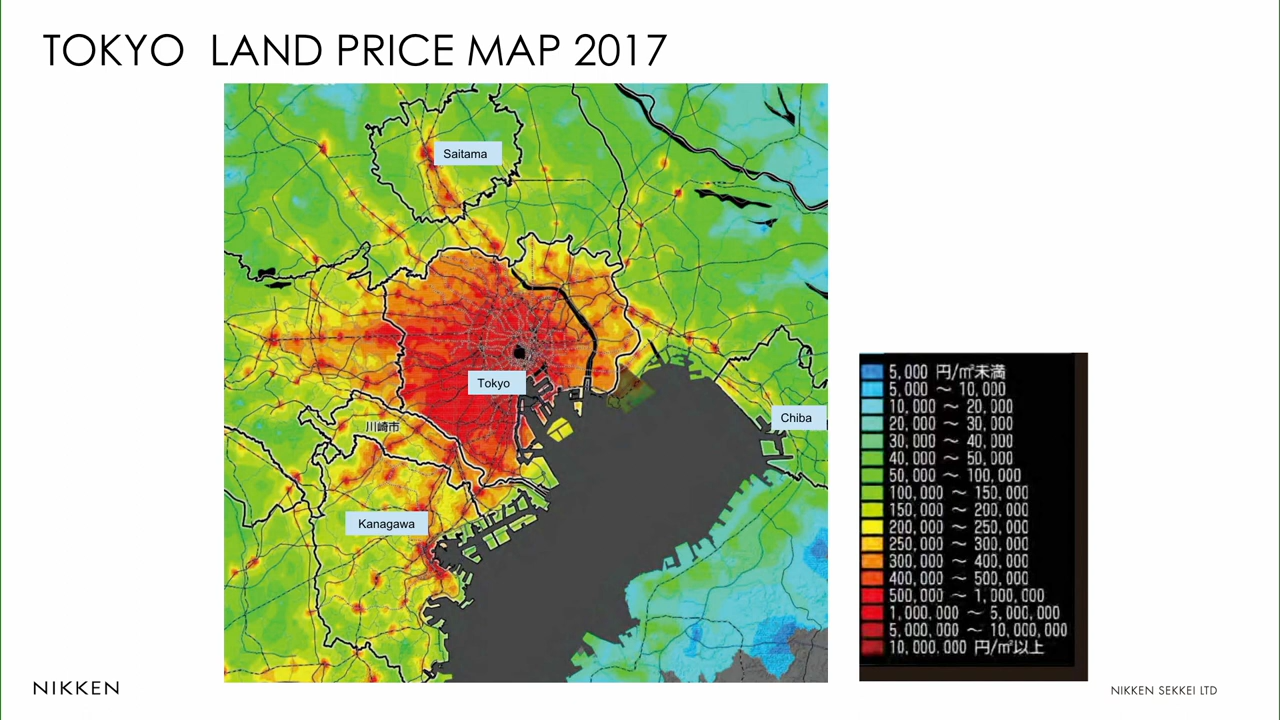 TOKYO LAND PRICE MAP 2017
Saitama
Tokyo
Chiba
川崎市
Kanagawa
5,000 円/㎡未満
5,000 ～ 10,000
10,000 ～ 20,000
20,000 ～ 30,000
30,000 ～ 40,000
40,000 ～ 50,000
50,000 ～ 100,000
100,000 ～ 150,000
150,000 ～ 200,000
200,000 ～ 250,000
250,000 ～ 300,000
300,000 ～ 400,000
400,000 ～ 500,000
500,000 ～ 1,000,000
1,000,000 ～ 5,000,000
5,000,000 ～ 10,000,000
10,000,000 円/㎡以上
NIKKEN
NIKKEN SEKKEI LTD